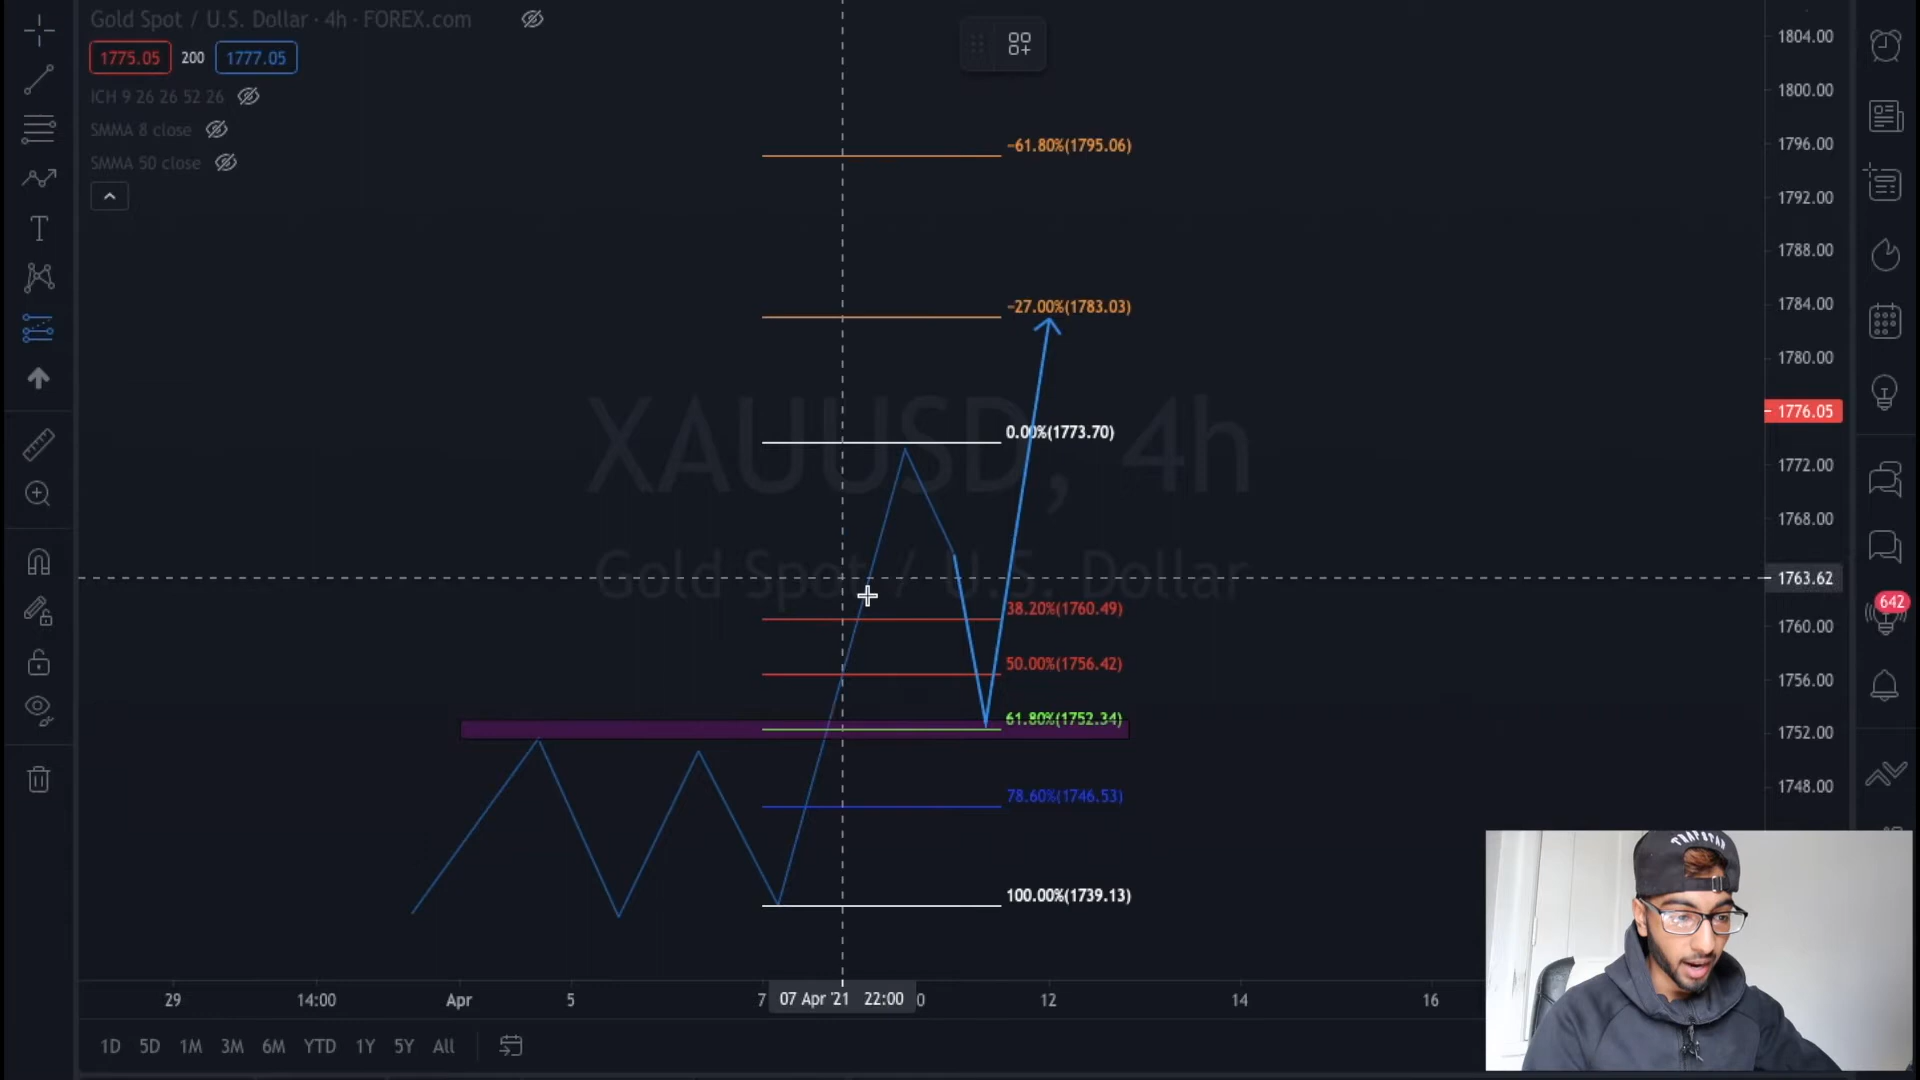 Gold Spot / U.S. Dollar · 4h · FOREX.com
1775.05 200 1777.05
ICH 9 26 26 52 26
SMMA 8 close
SMMA 50 close
XAUUSD, 4h
Gold Spot / U.S. Dollar
-61.80%(1795.06)
-27.00%(1783.03)
0.00%(1773.70)
38.20%(1760.49)
50.00%(1756.42)
61.80%(1752.34)
78.60%(1746.53)
100.00%(1739.13)
1804.00
1800.00
1796.00
1792.00
1788.00
1784.00
1780.00
1776.05
1772.00
1768.00
1763.62
1760.00
1756.00
1752.00
1748.00
642
TRAPSTAR
29 14:00 Apr 5 7 07 Apr '21 22:00 0 12 14 16
1D 5D 1M 3M 6M YTD 1Y 5Y All